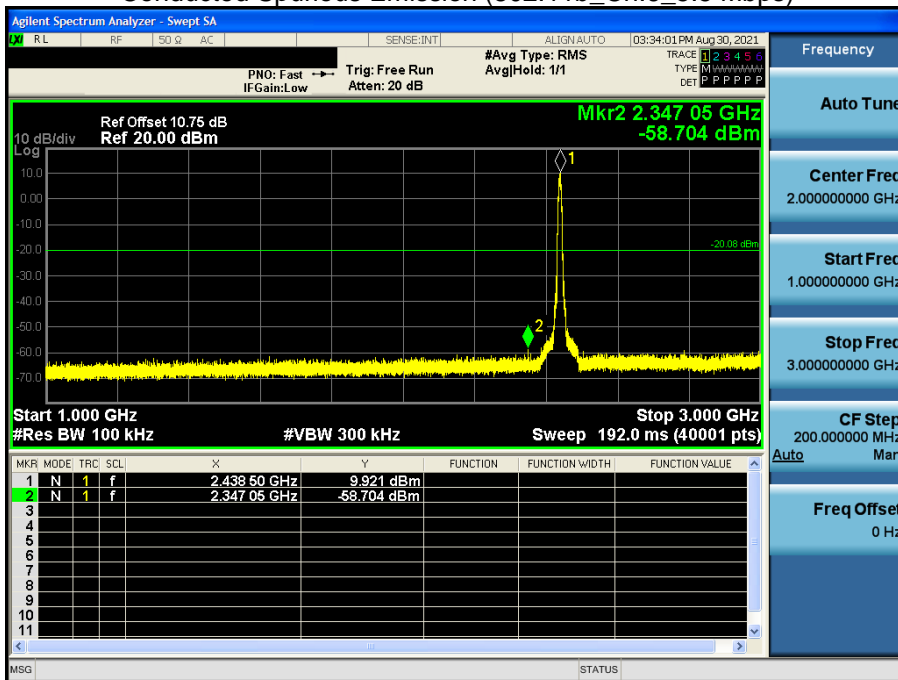 Agilent Spectrum Analyzer - Swept SA
LXI RL RF 50 Ω AC SENSE:INT ALIGN AUTO 03:34:01 PM Aug 30, 2021
#Avg Type: RMS TRACE 1 2 3 4 5 6
PNO: Fast Trig: Free Run Avg|Hold: 1/1 TYPE M WWWWW
IFGain:Low Atten: 20 dB DET P P P P P P
Frequency
Auto Tune
Mkr2 2.347 05 GHz
Ref Offset 10.75 dB
10 dB/div Ref 20.00 dBm -58.704 dBm
Log
10.0
0.00
-10.0
-20.0
-30.0
-40.0
-50.0
-60.0
-70.0
1
2
-20.08 dBm
Start 1.000 GHz Stop 3.000 GHz
#Res BW 100 kHz #VBW 300 kHz Sweep 192.0 ms (40001 pts)
Center Freq
2.000000000 GHz
Start Freq
1.000000000 GHz
Stop Freq
3.000000000 GHz
CF Step
200.000000 MHz
Auto Man
Freq Offset
0 Hz
MKR MODE TRC SCL X Y FUNCTION FUNCTION WIDTH FUNCTION VALUE
1 N 1 f 2.438 50 GHz 9.921 dBm
2 N 1 f 2.347 05 GHz -58.704 dBm
3
4
5
6
7
8
9
10
11
MSG STATUS